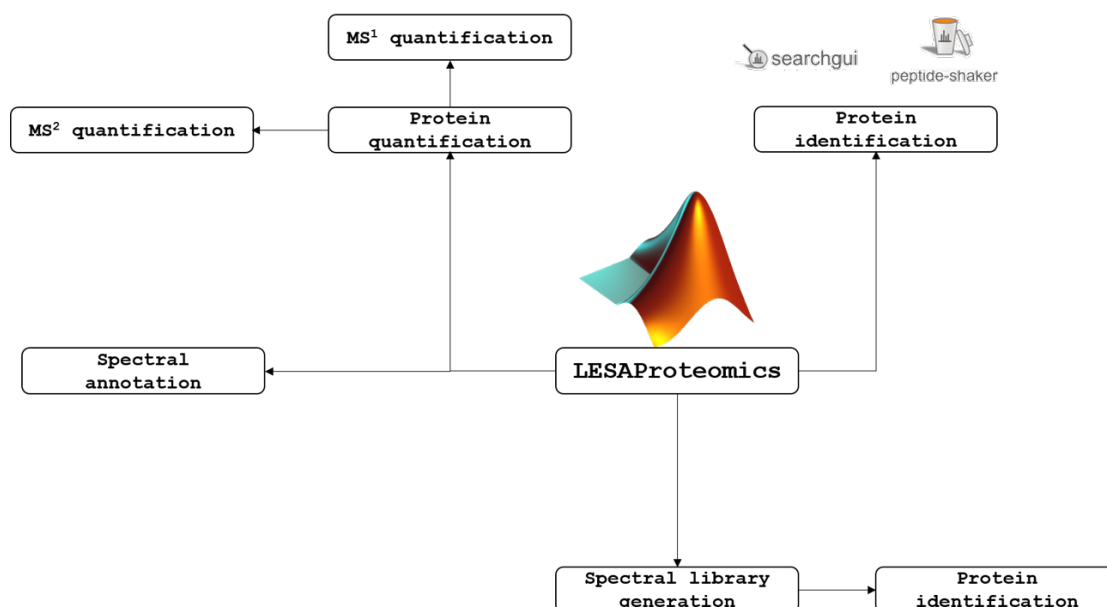 MS¹ quantification
searchgui
peptide-shaker
MS² quantification
Protein
quantification
Protein
identification
Spectral
annotation
LESAProteomics
Spectral library
generation
Protein
identification